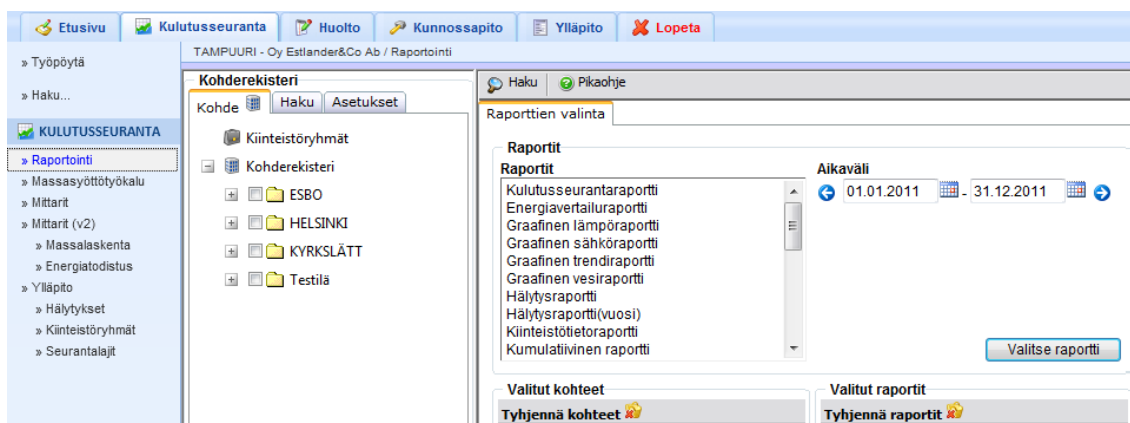 Etusivu Kulutusseuranta Huolto Kunnossapito Ylläpito Lopeta
TAMPUURI - Oy Estlander&Co Ab / Raportointi
» Työpöytä
» Haku...
KULUTUSSEURANTA
» Raportointi
» Massasyöttötyökalu
» Mittarit
» Mittarit (v2)
» Massalaskenta
» Energiatodistus
» Ylläpito
» Hälytykset
» Kiinteistöryhmät
» Seurantalajit
Kohderekisteri
Kohde Haku Asetukset
Kiinteistöryhmät
Kohderekisteri
ESBO
HELSINKI
KYRKSLÄTT
Testilä
Haku Pikaohje
Raporttien valinta
Raportit
Raportit
Kulutusseurantaraportti
Energiavertailuraportti
Graafinen lämpöraportti
Graafinen sähköraportti
Graafinen trendiraportti
Graafinen vesiraportti
Hälytysraportti
Hälytysraportti(vuosi)
Kiinteistötietoraportti
Kumulatiivinen raportti
Aikaväli
01.01.2011 - 31.12.2011
Valitse raportti
Valitut kohteet
Tyhjennä kohteet
Valitut raportit
Tyhjennä raportit